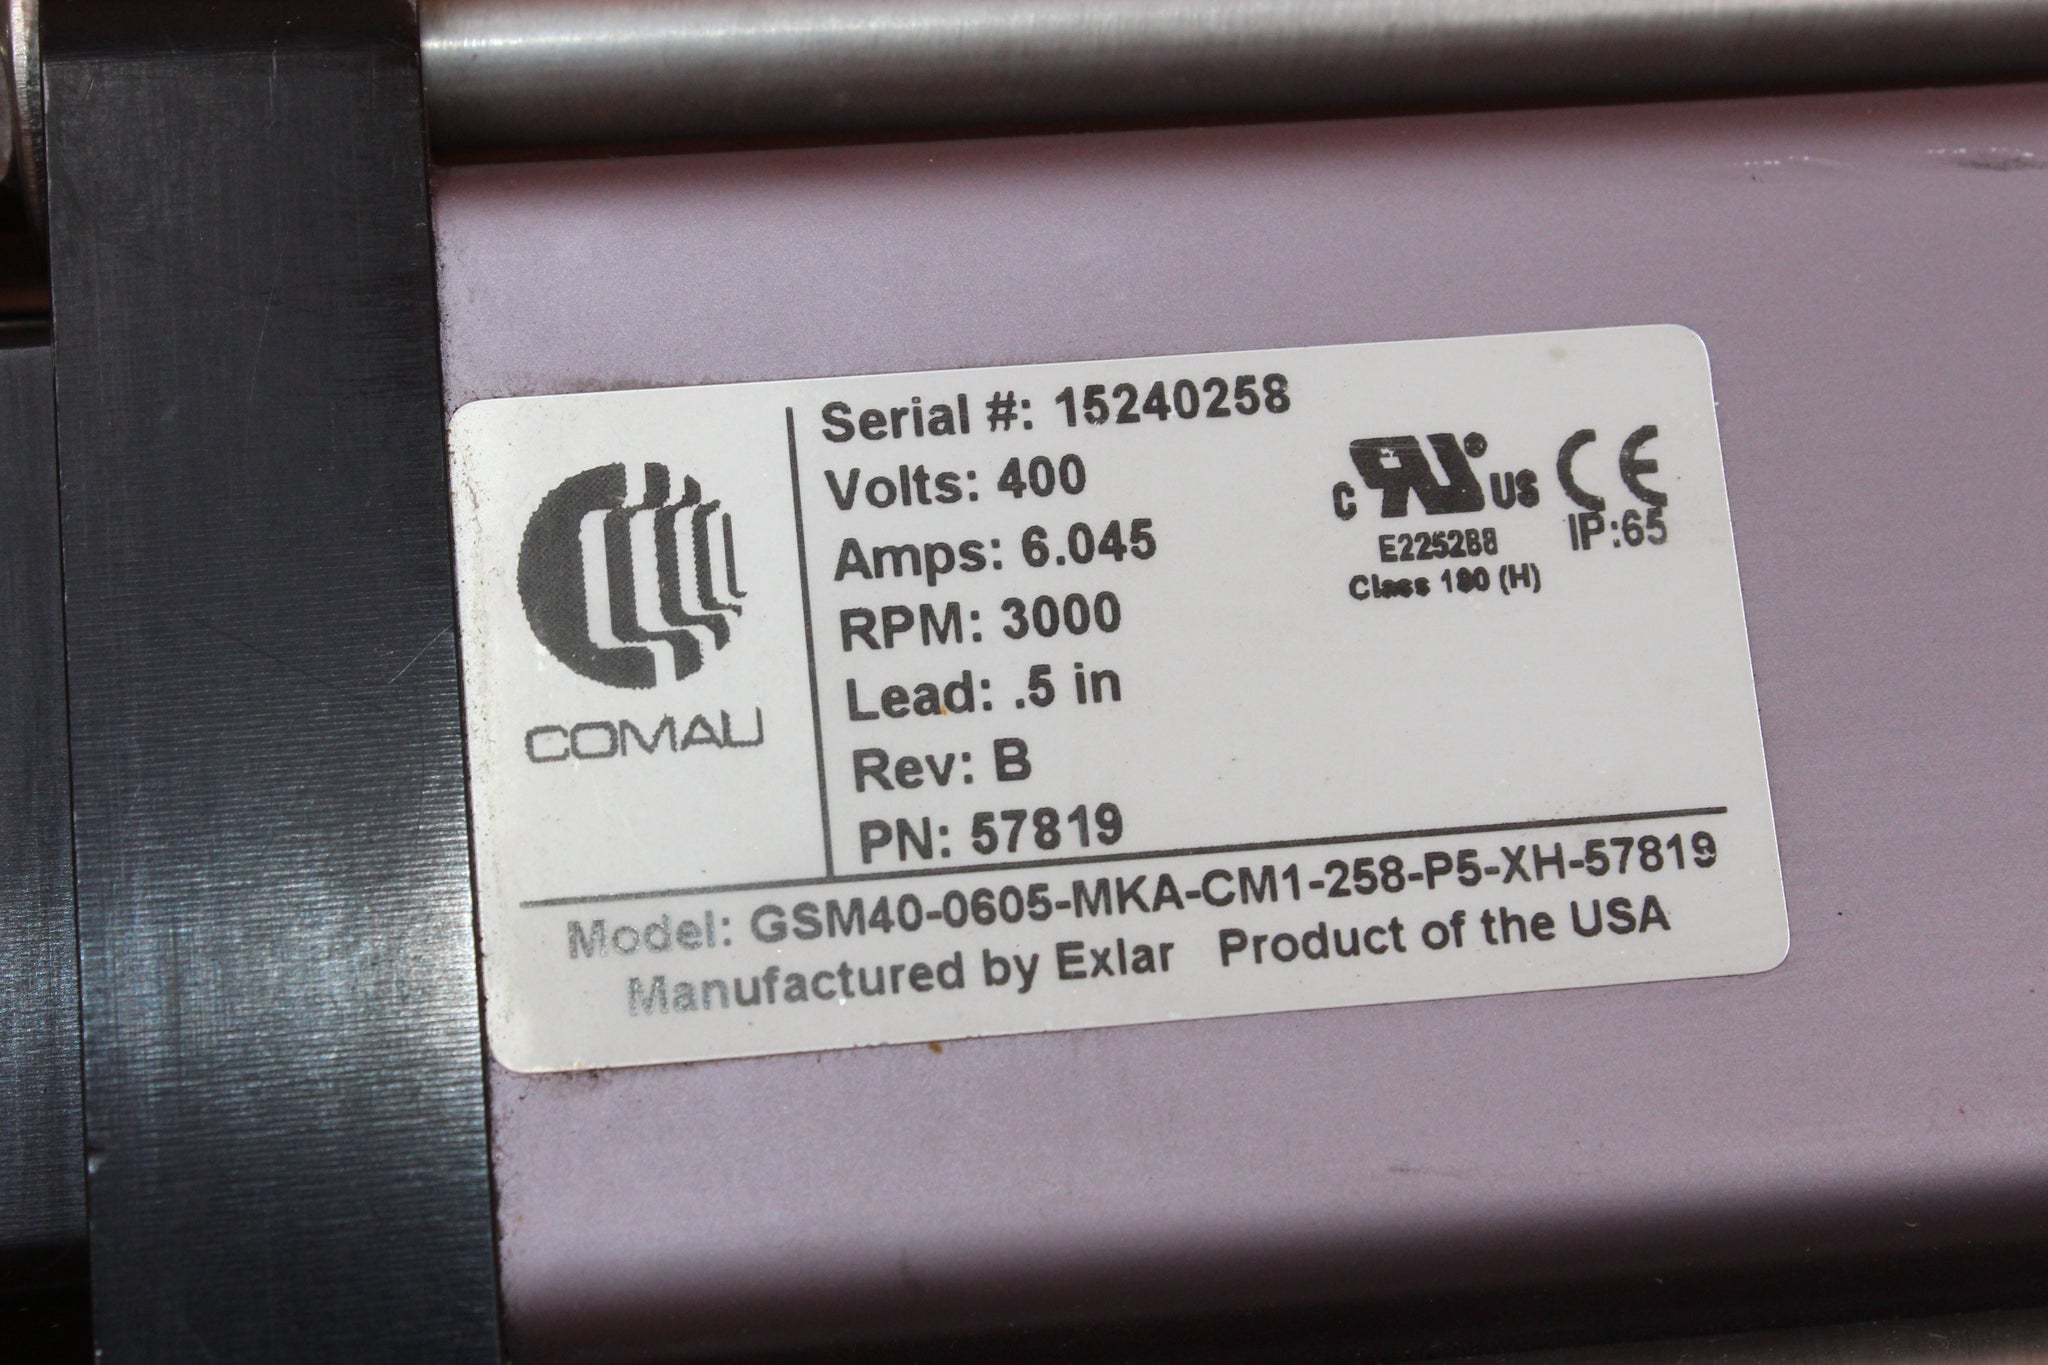 COMAU
Serial #: 15240258
Volts: 400
Amps: 6.045
RPM: 3000
Lead: .5 in
Rev: B
PN: 57819
C RU® US CE
E225288 IP:65
Class 180 (H)
Model: GSM40-0605-MKA-CM1-258-P5-XH-57819
Manufactured by Exlar Product of the USA